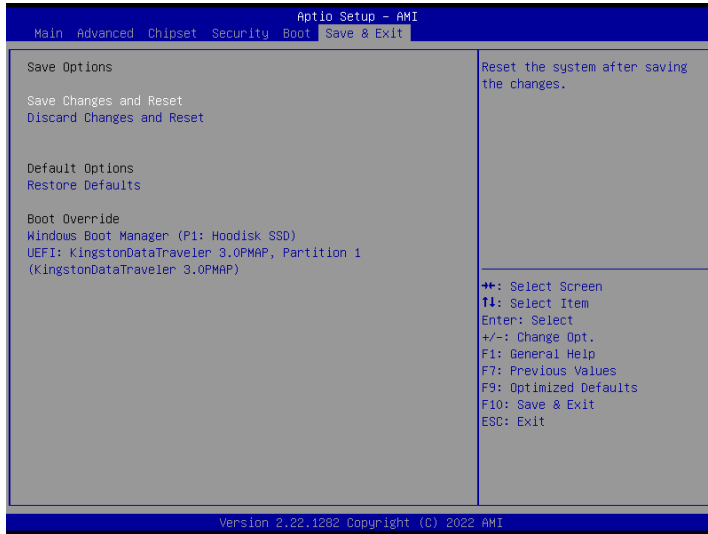 Aptio Setup - AMI
Main Advanced Chipset Security Boot Save & Exit
Save Options
Save Changes and Reset
Discard Changes and Reset
Default Options
Restore Defaults
Boot Override
Windows Boot Manager (P1: Hoodisk SSD)
UEFI: KingstonDataTraveler 3.0PMAP, Partition 1
(KingstonDataTraveler 3.0PMAP)
Reset the system after saving
the changes.
→←: Select Screen
↑↓: Select Item
Enter: Select
+/-: Change Opt.
F1: General Help
F7: Previous Values
F9: Optimized Defaults
F10: Save & Exit
ESC: Exit
Version 2.22.1282 Copyright (C) 2022 AMI